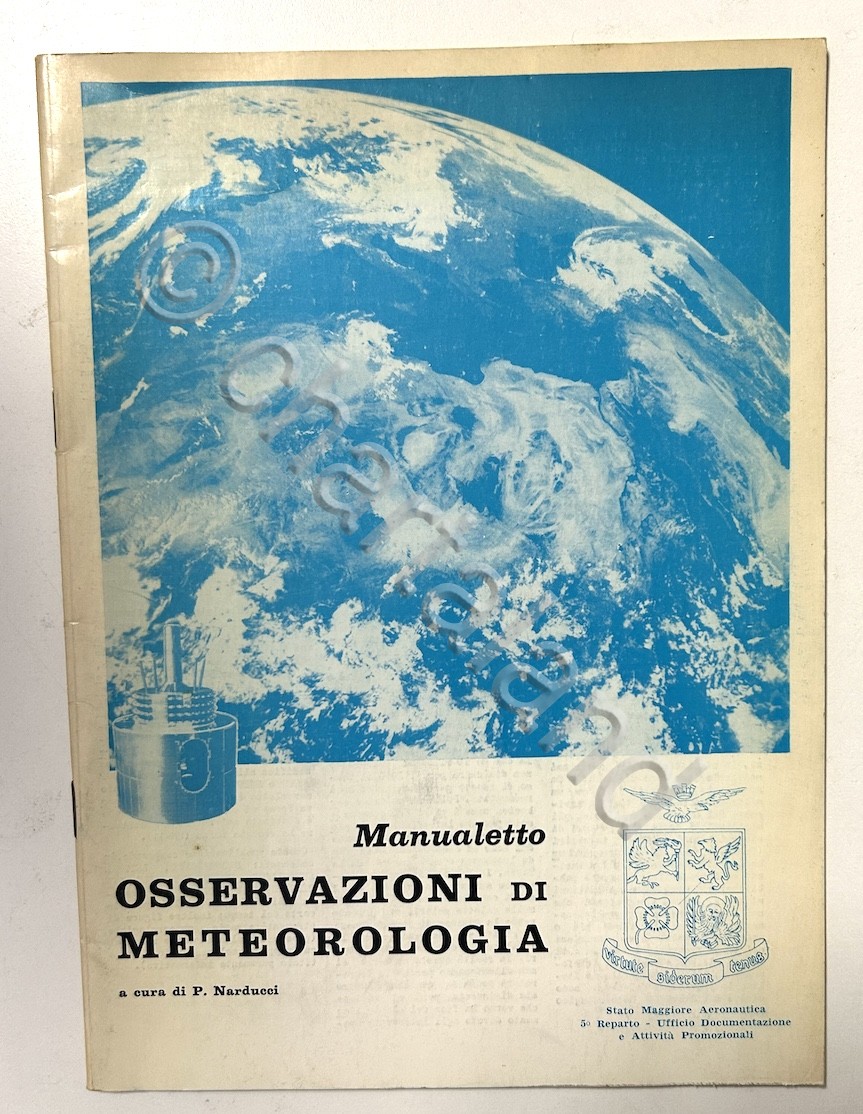 © chartaland
Manualetto
OSSERVAZIONI DI
METEOROLOGIA
a cura di P. Narducci
virtute siderum tenus
Stato Maggiore Aeronautica
5º Reparto - Ufficio Documentazione
e Attività Promozionali